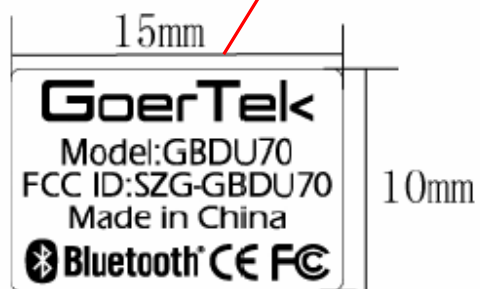 15mm
GoerTek
Model:GBDU70
FCC ID:SZG-GBDU70
10mm
Made in China
Bluetooth® CE FC